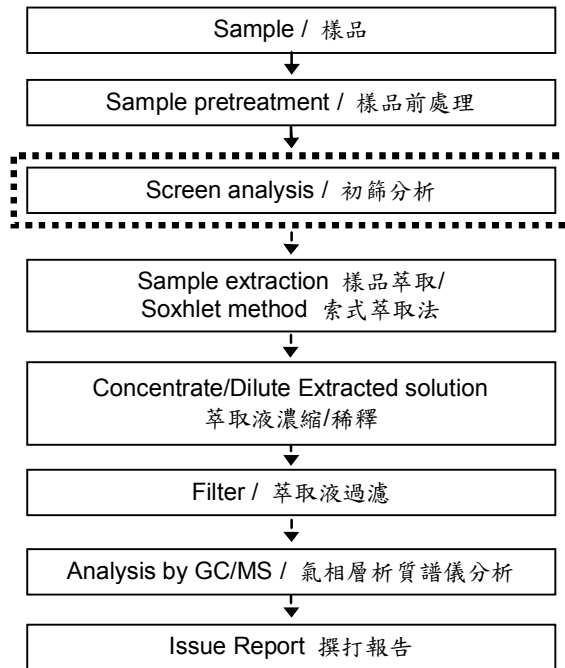 Sample / 樣品
Sample pretreatment / 樣品前處理
Screen analysis / 初篩分析
Sample extraction 樣品萃取/
Soxhlet method 索式萃取法
Concentrate/Dilute Extracted solution
萃取液濃縮/稀釋
Filter / 萃取液過濾
Analysis by GC/MS / 氣相層析質譜儀分析
Issue Report 撰打報告